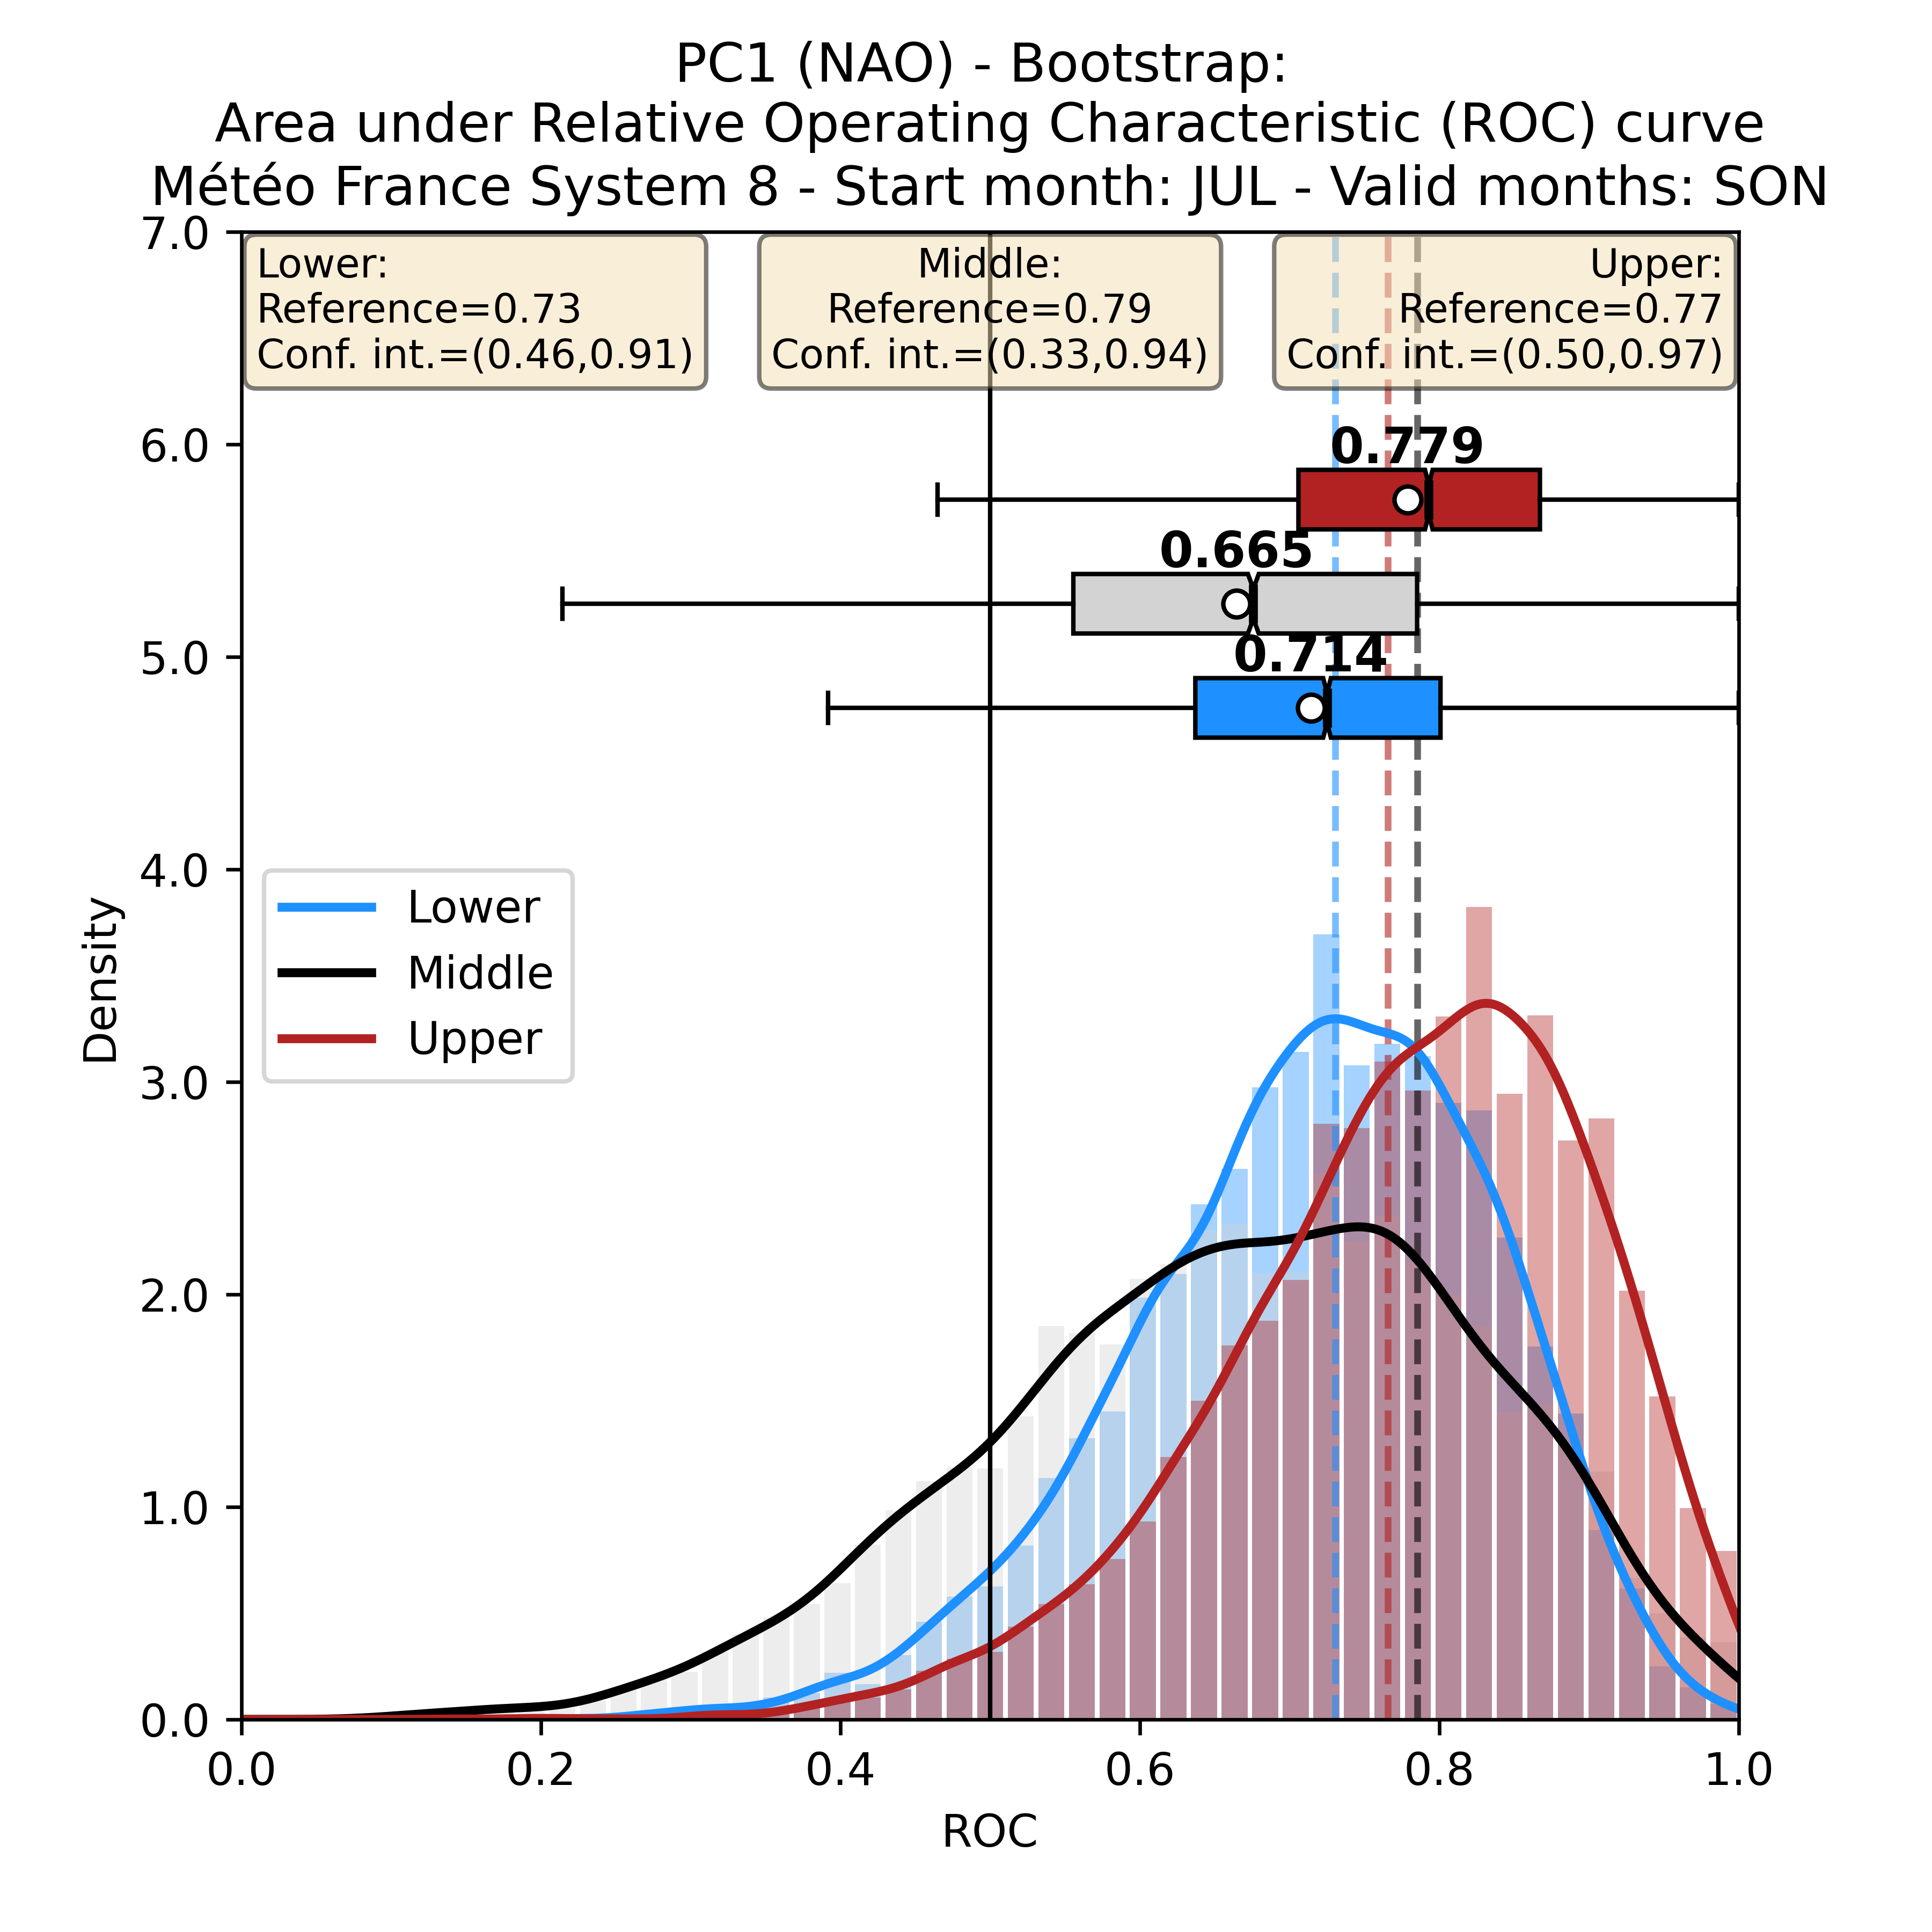 PC1 (NAO) - Bootstrap:
Area under Relative Operating Characteristic (ROC) curve
Météo France System 8 - Start month: JUL - Valid months: SON
Lower:
Reference=0.73
Conf. int.=(0.46,0.91)
Middle:
Reference=0.79
Conf. int.=(0.33,0.94)
Upper:
Reference=0.77
Conf. int.=(0.50,0.97)
0.779
0.665
0.714
Lower
Middle
Upper
Density
7.0
6.0
5.0
4.0
3.0
2.0
1.0
0.0
0.0 0.2 0.4 0.6 0.8 1.0
ROC